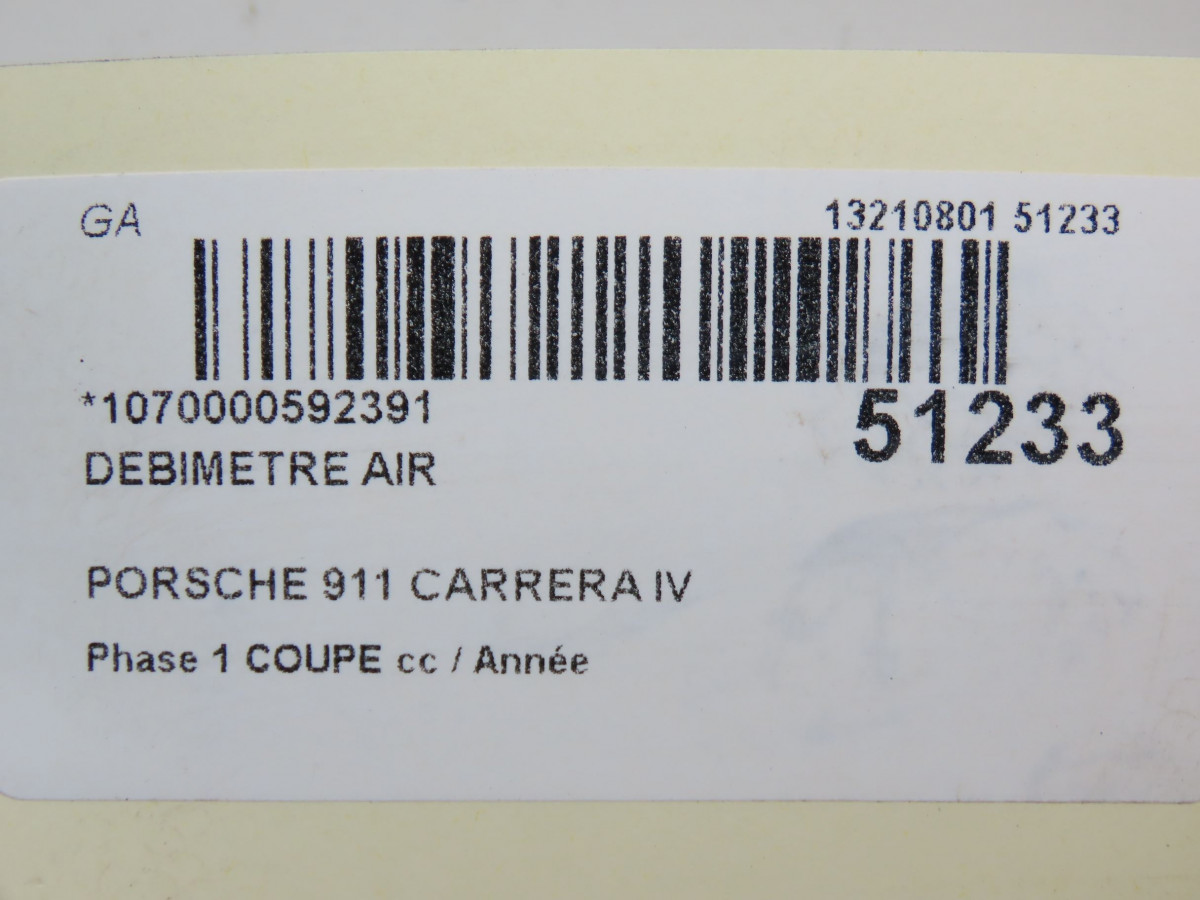 GA
13210801 51233
*1070000592391
51233
DEBIMETRE AIR
PORSCHE 911 CARRERA IV
Phase 1 COUPE cc / Année